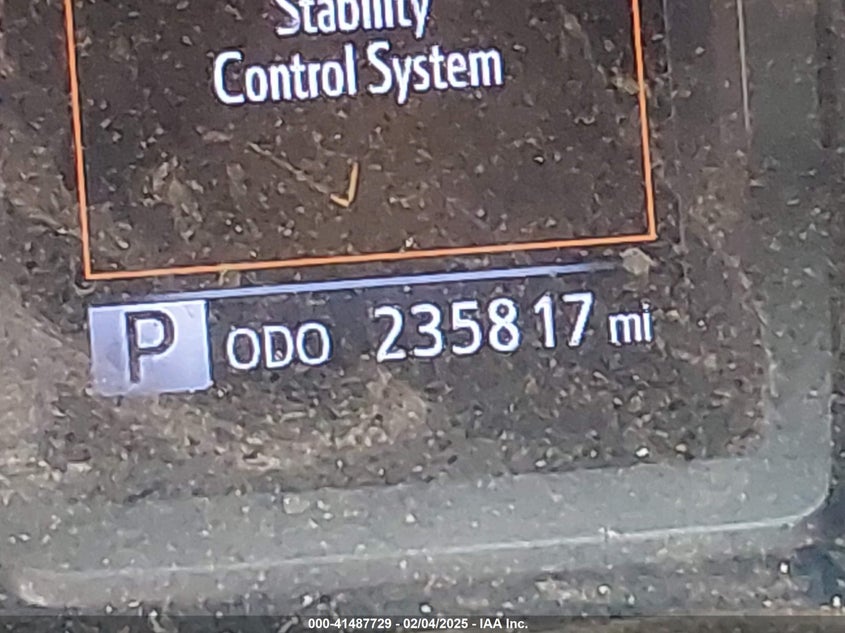 Stability
Control System
P ODO 235817 mi
000-41487729 - 02/04/2025 - IAA Inc.